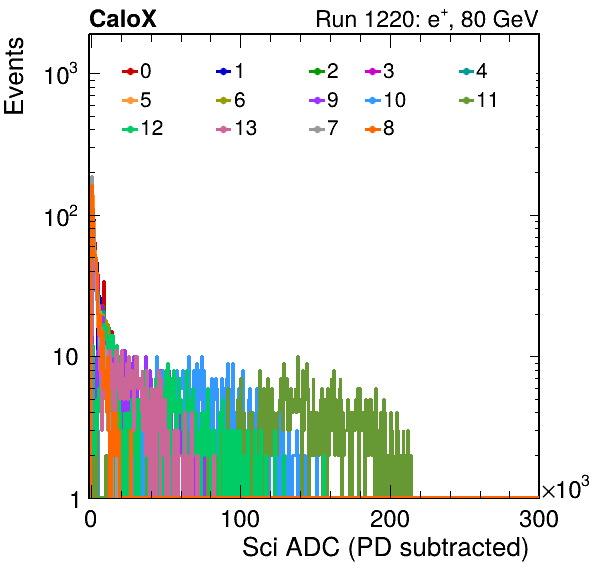 CaloX Run 1220: e⁺, 80 GeV
Events
10³
10²
10
1
0 1 2 3 4
5 6 9 10 11
12 13 7 8
0 100 200 300
×10³
Sci ADC (PD subtracted)